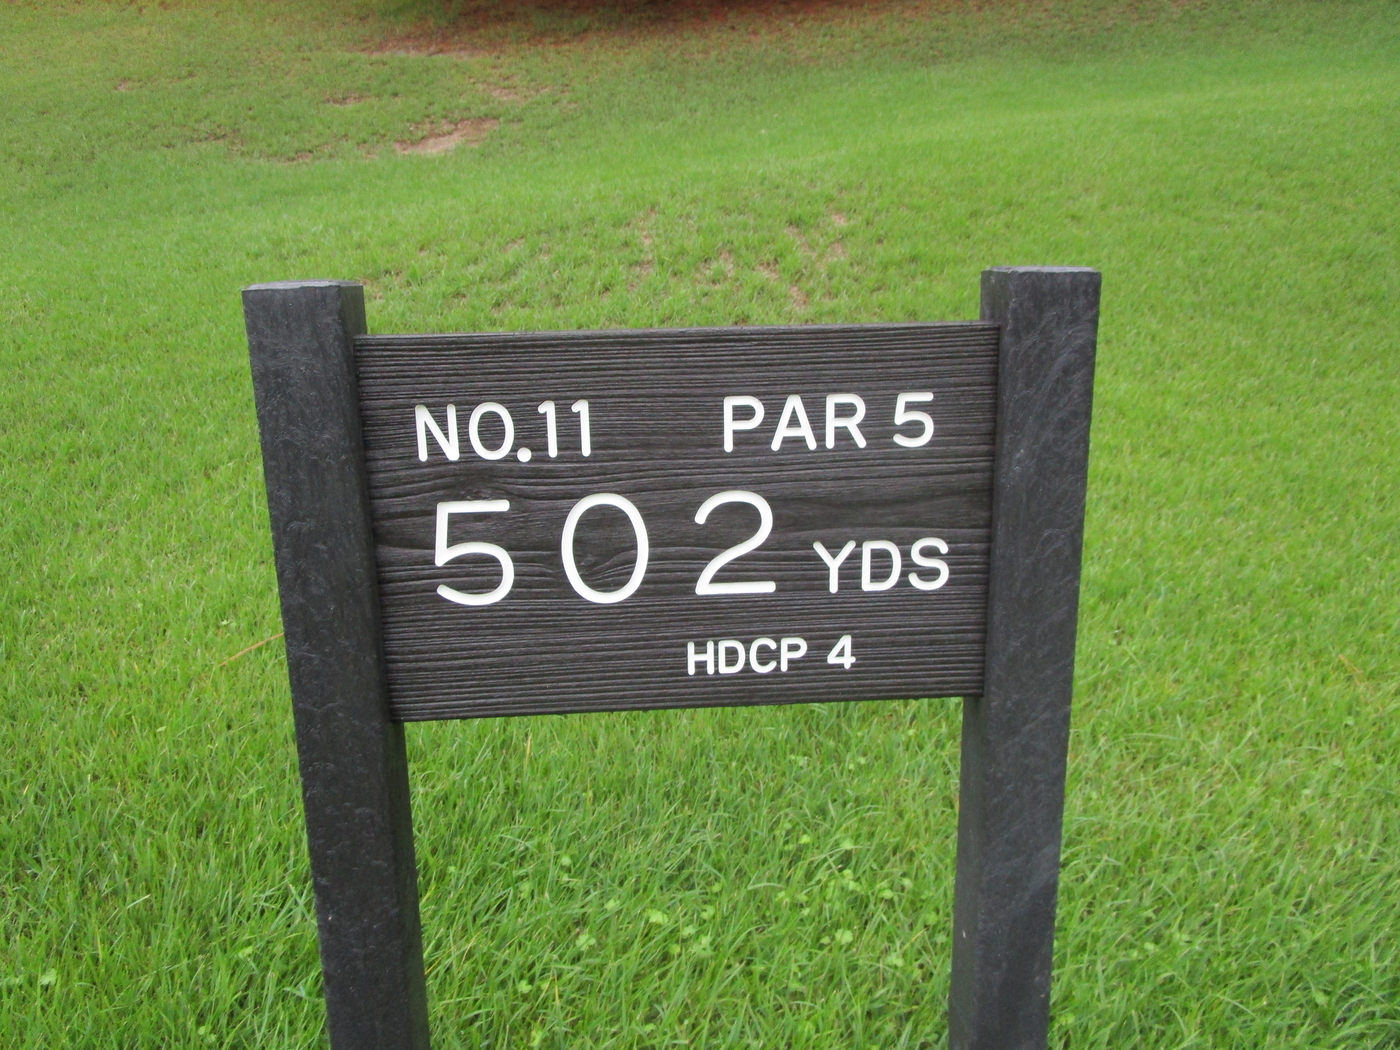 NO.11 PAR 5
502 YDS
HDCP 4